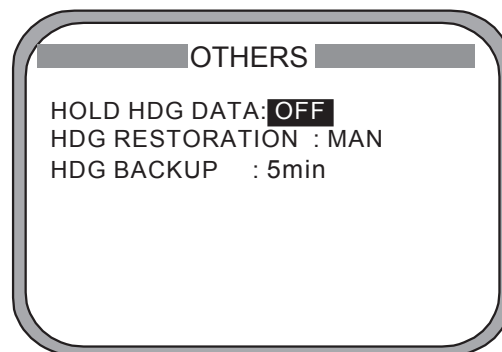 OTHERS
HOLD HDG DATA: OFF
HDG RESTORATION : MAN
HDG BACKUP : 5min